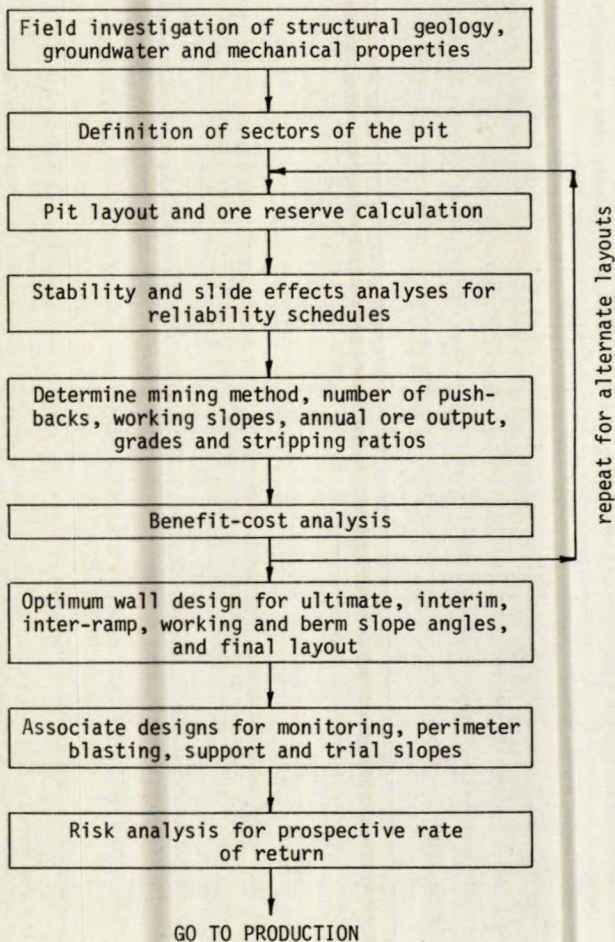 Field investigation of structural geology,
groundwater and mechanical properties
Definition of sectors of the pit
Pit layout and ore reserve calculation
Stability and slide effects analyses for
reliability schedules
Determine mining method, number of push-
backs, working slopes, annual ore output,
grades and stripping ratios
Benefit-cost analysis
Optimum wall design for ultimate, interim,
inter-ramp, working and berm slope angles,
and final layout
Associate designs for monitoring, perimeter
blasting, support and trial slopes
Risk analysis for prospective rate
of return
GO TO PRODUCTION
repeat for alternate layouts